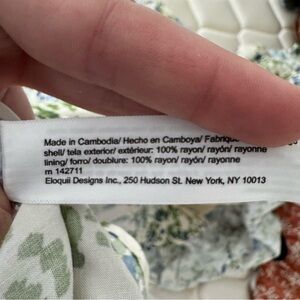 Made in Cambodia/ Hecho en Camboya/ Fabriqué
shell/ tela exterior/ extérieur: 100% rayon/ rayón/ rayonne
lining/ forro/ doublure: 100% rayon/ rayón/ rayonne
rn 142711
Eloquii Designs Inc., 250 Hudson St. New York, NY 10013